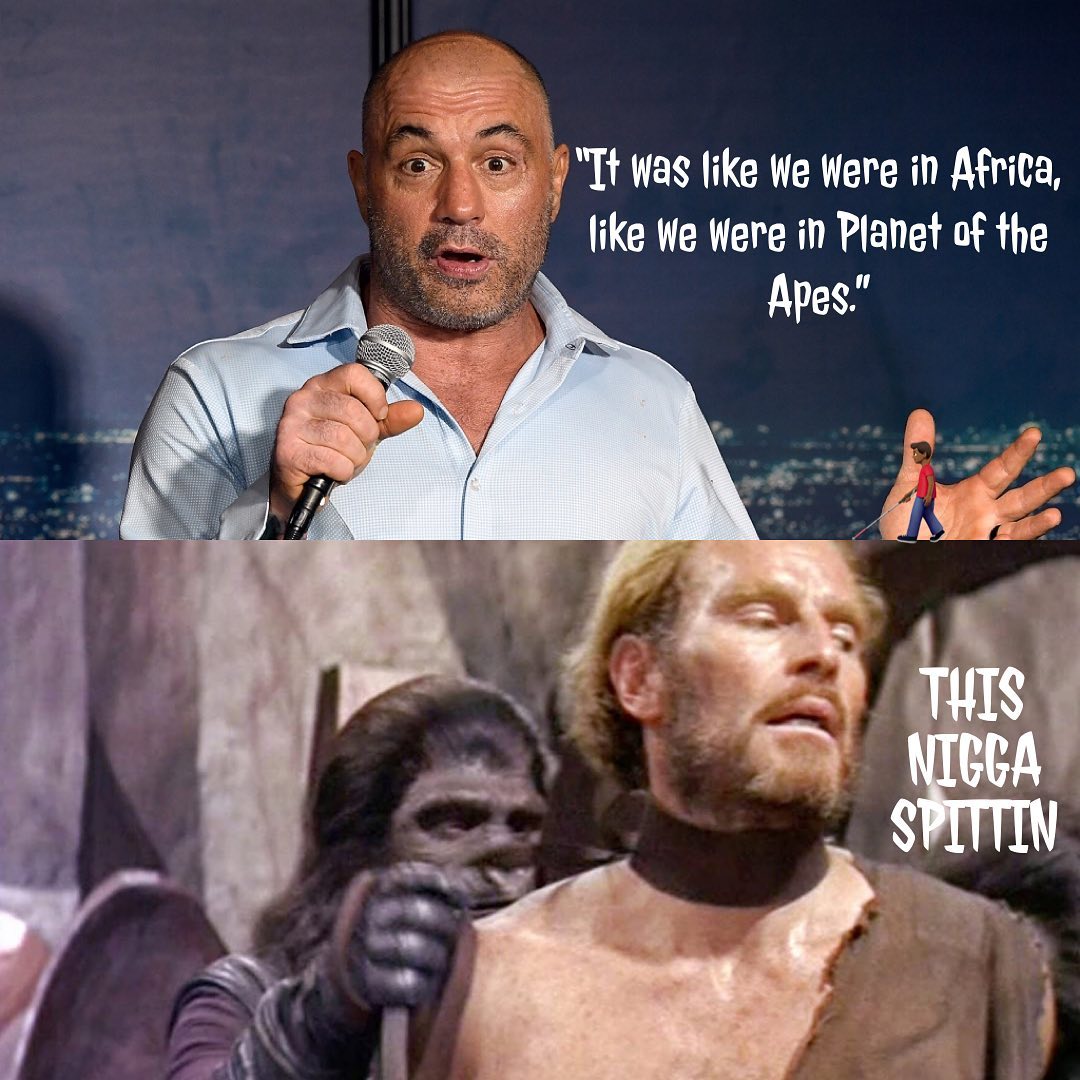 "It was like we were in Africa,
like we were in Planet of the
Apes."
THIS
NIGGA
SPITTIN